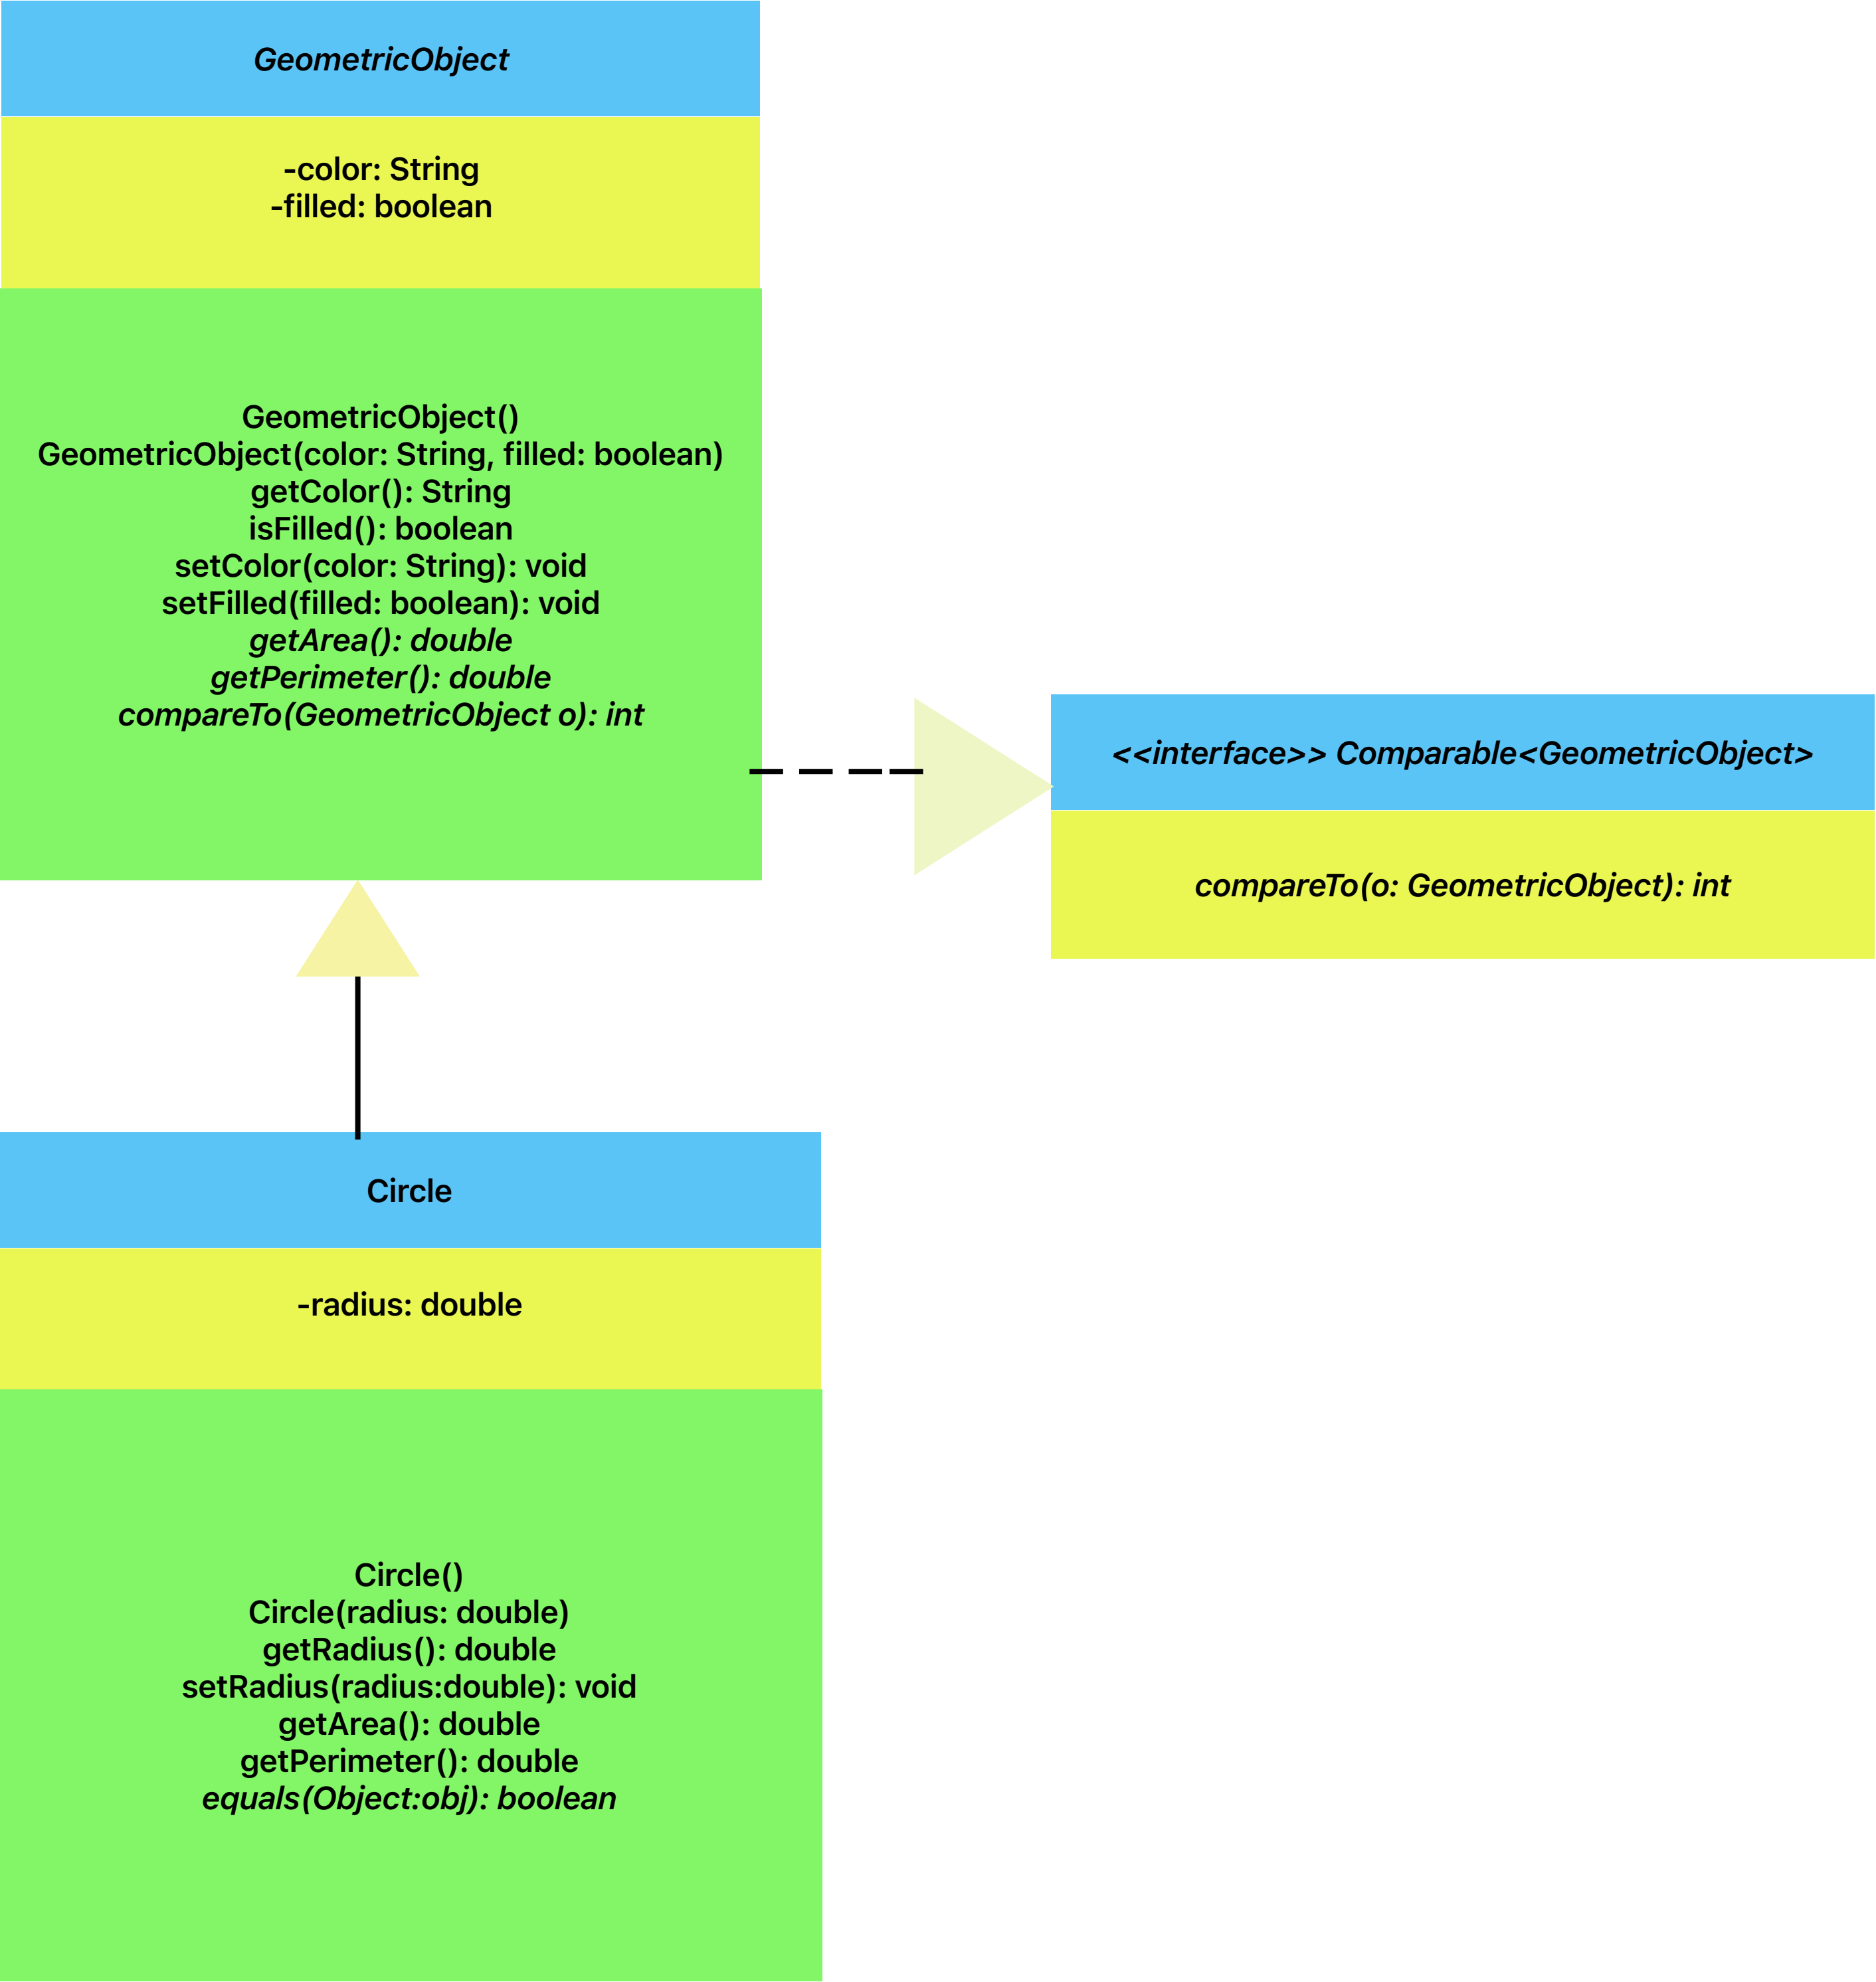 GeometricObject
-color: String
-filled: boolean
GeometricObject()
GeometricObject(color: String, filled: boolean)
getColor(): String
isFilled(): boolean
setColor(color: String): void
setFilled(filled: boolean): void
getArea(): double
getPerimeter(): double
compareTo(GeometricObject o): int
<<interface>> Comparable<GeometricObject>
compareTo(o: GeometricObject): int
Circle
-radius: double
Circle()
Circle(radius: double)
getRadius(): double
setRadius(radius:double): void
getArea(): double
getPerimeter(): double
equals(Object:obj): boolean